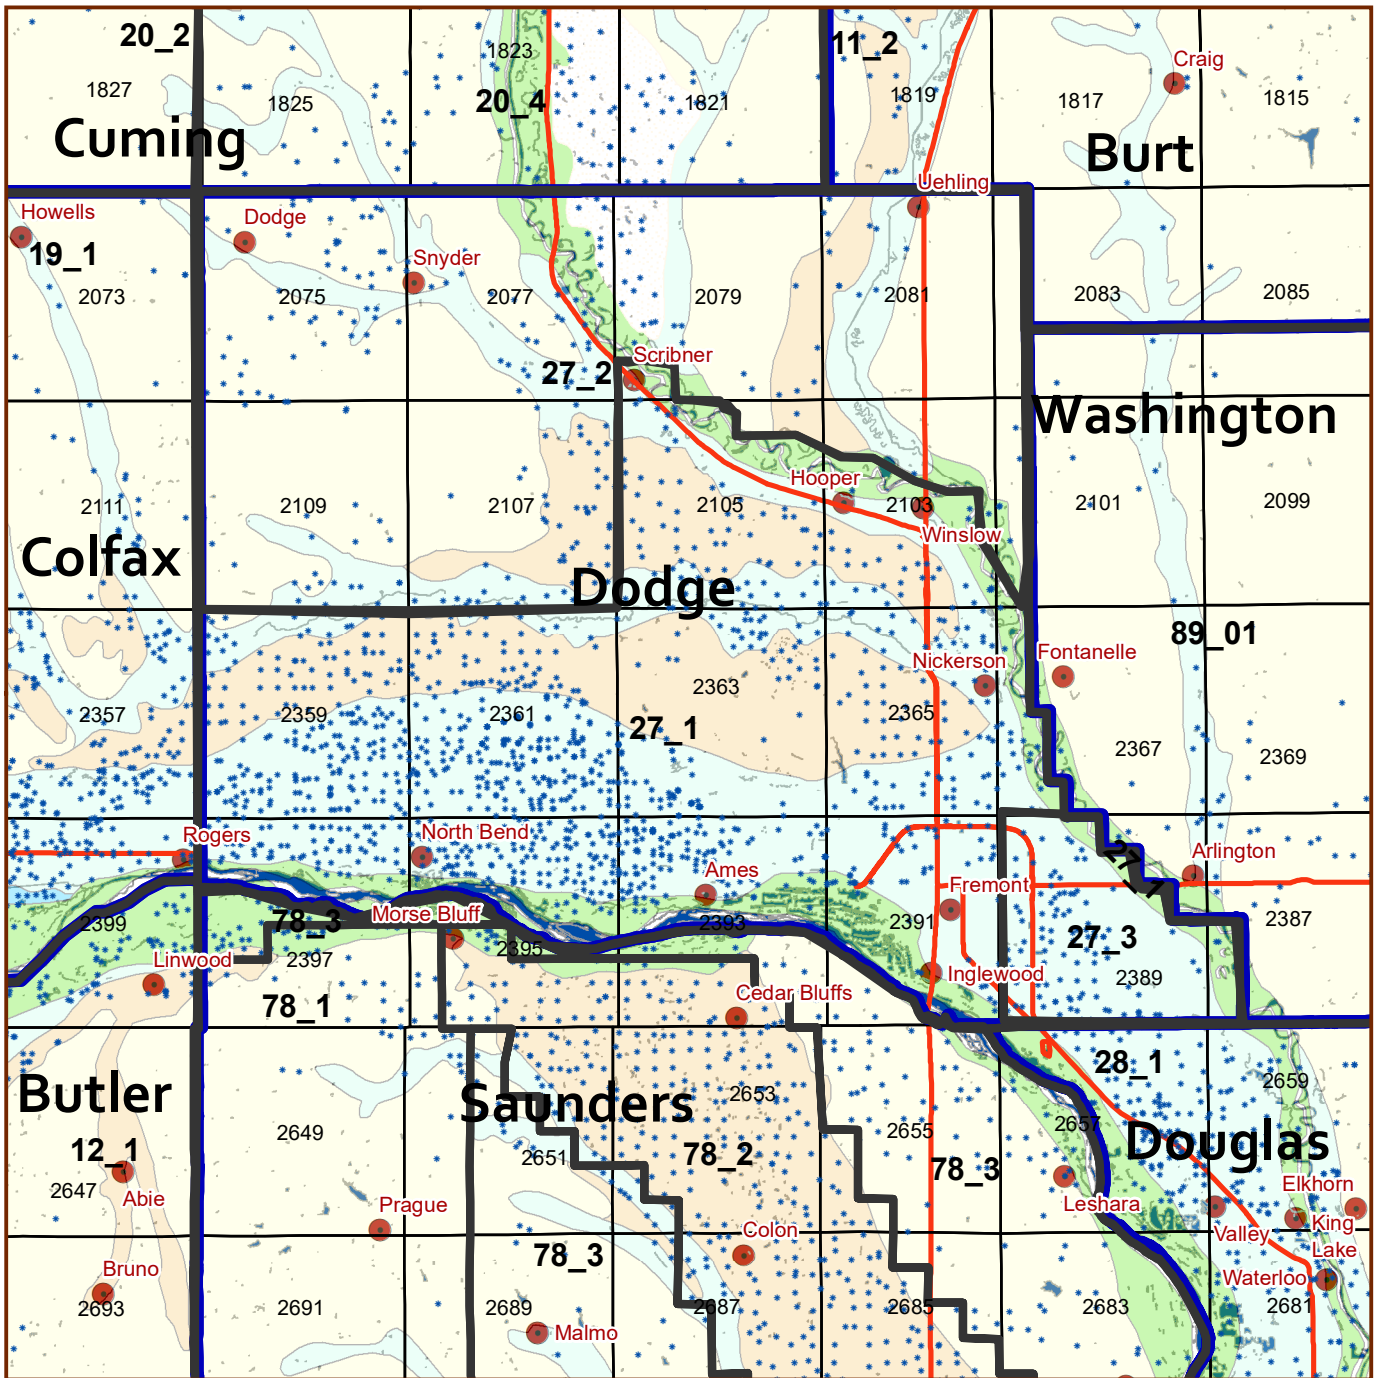 20_2
11_2
1823
Craig
1827
1825
20_4
1821
1819
1817
1815
Cuming
Burt
Uehling
Howells
Dodge
19_1
Snyder
2073
2075
2077
2079
2081
2083
2085
Scribner
27_2
Washington
Hooper
2111
2109
2107
2105
2103
2101
2099
Winslow
Colfax
Dodge
89_01
Nickerson
Fontanelle
2363
2357
2359
2361
27_1
2365
2367
2369
Rogers
North Bend
27_1
Arlington
Ames
Fremont
78_3
Morse Bluff
2399
2393
2391
2387
27_3
2395
Linwood
2397
Inglewood
2389
Cedar Bluffs
78_1
28_1
Butler
Saunders
2653
2659
2649
2655
2657
Douglas
12_1
2651
78_2
78_3
2647
Abie
Prague
Leshara
Elkhorn
Colon
Valley
King
Lake
78_3
Bruno
Waterloo
2693
2691
2689
2687
2685
2683
2681
Malmo